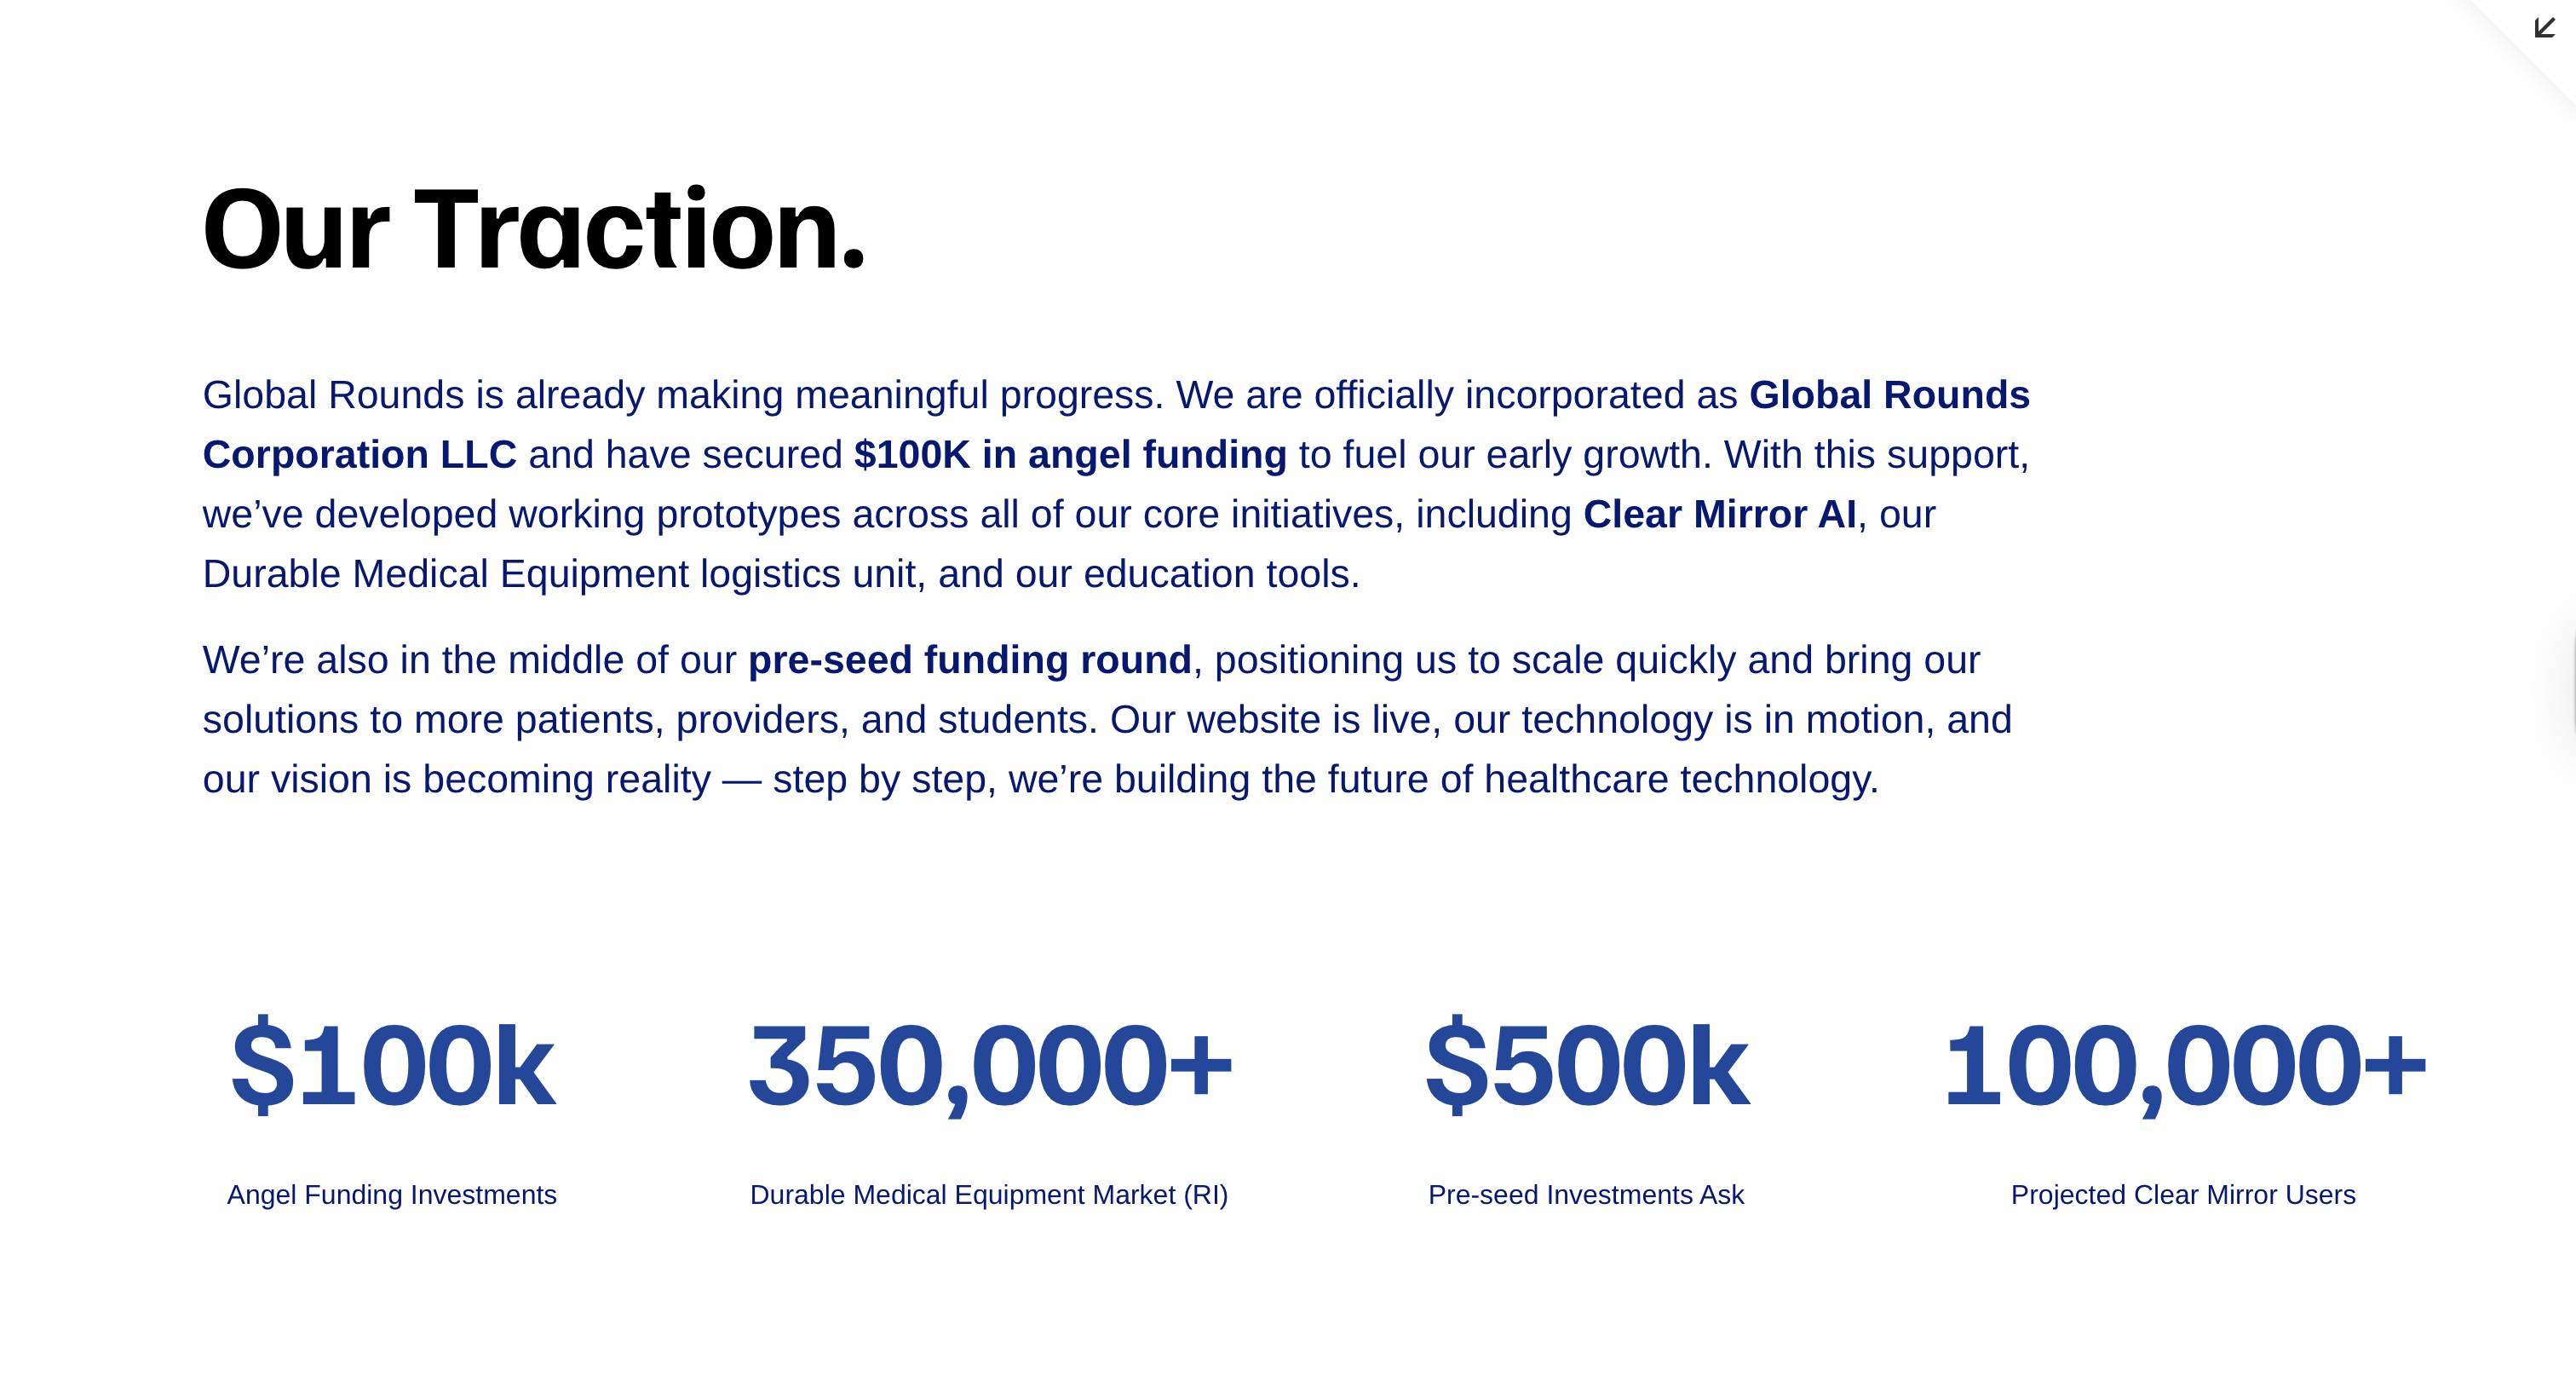 Our Traction.
Global Rounds is already making meaningful progress. We are officially incorporated as Global Rounds
Corporation LLC and have secured $100K in angel funding to fuel our early growth. With this support,
we’ve developed working prototypes across all of our core initiatives, including Clear Mirror AI, our
Durable Medical Equipment logistics unit, and our education tools.
We’re also in the middle of our pre-seed funding round, positioning us to scale quickly and bring our
solutions to more patients, providers, and students. Our website is live, our technology is in motion, and
our vision is becoming reality — step by step, we’re building the future of healthcare technology.
$100k
Angel Funding Investments
350,000+
Durable Medical Equipment Market (RI)
$500k
Pre-seed Investments Ask
100,000+
Projected Clear Mirror Users